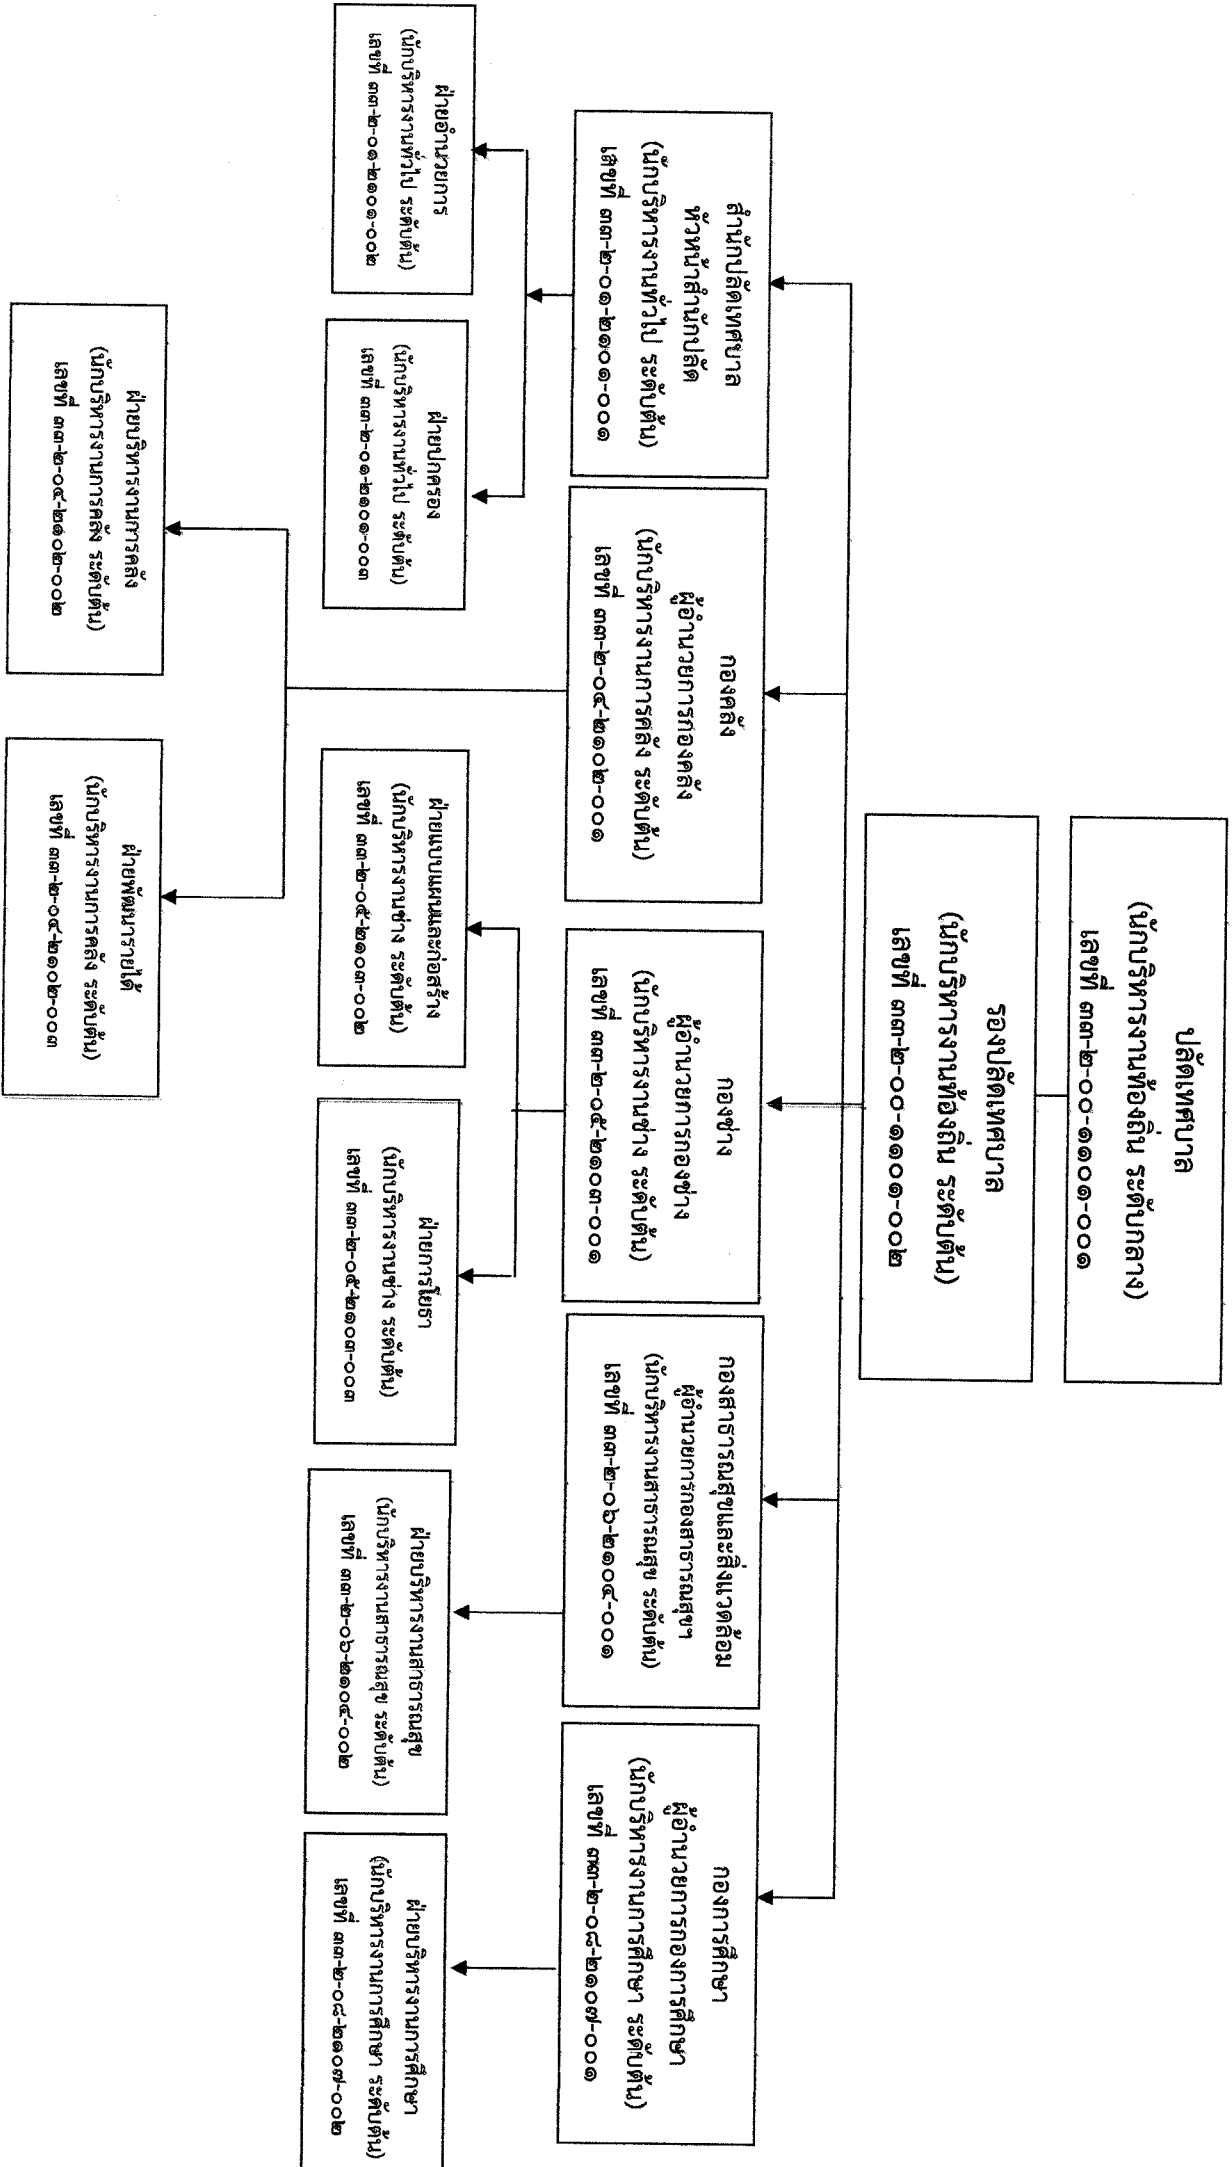 ปลัดเทศบาล
(นักบริหารงานท้องถิ่น ระดับกลาง)
เลขที่ ๓๓-๒-๐๐-๑๑๐๑-๐๐๑
รองปลัดเทศบาล
(นักบริหารงานท้องถิ่น ระดับต้น)
เลขที่ ๓๓-๒-๐๐-๑๑๐๑-๐๐๒
สำนักปลัดเทศบาล
หัวหน้าสำนักปลัด
(นักบริหารงานทั่วไป ระดับต้น)
เลขที่ ๓๓-๒-๐๑-๒๑๐๑-๐๐๑
กองคลัง
ผู้อำนวยการกองคลัง
(นักบริหารงานการคลัง ระดับต้น)
เลขที่ ๓๓-๒-๐๔-๒๑๐๒-๐๐๑
กองช่าง
ผู้อำนวยการกองช่าง
(นักบริหารงานช่าง ระดับต้น)
เลขที่ ๓๓-๒-๐๕-๒๑๐๓-๐๐๑
กองสาธารณสุขและสิ่งแวดล้อม
ผู้อำนวยการกองสาธารณสุขฯ
(นักบริหารงานสาธารณสุข ระดับต้น)
เลขที่ ๓๓-๒-๐๖-๒๑๐๔-๐๐๑
กองการศึกษา
ผู้อำนวยการกองการศึกษา
(นักบริหารงานการศึกษา ระดับต้น)
เลขที่ ๓๓-๒-๐๘-๒๑๐๗-๐๐๑
ฝ่ายอำนวยการ
(นักบริหารงานทั่วไป ระดับต้น)
เลขที่ ๓๓-๒-๐๑-๒๑๐๑-๐๐๒
ฝ่ายปกครอง
(นักบริหารงานทั่วไป ระดับต้น)
เลขที่ ๓๓-๒-๐๑-๒๑๐๑-๐๐๓
ฝ่ายแบบแผนและก่อสร้าง
(นักบริหารงานช่าง ระดับต้น)
เลขที่ ๓๓-๒-๐๕-๒๑๐๓-๐๐๒
ฝ่ายการโยธา
(นักบริหารงานช่าง ระดับต้น)
เลขที่ ๓๓-๒-๐๕-๒๑๐๓-๐๐๓
ฝ่ายบริหารงานสาธารณสุข
(นักบริหารงานสาธารณสุข ระดับต้น)
เลขที่ ๓๓-๒-๐๖-๒๑๐๔-๐๐๒
ฝ่ายบริหารงานการศึกษา
(นักบริหารงานการศึกษา ระดับต้น)
เลขที่ ๓๓-๒-๐๘-๒๑๐๗-๐๐๒
ฝ่ายบริหารงานการคลัง
(นักบริหารงานการคลัง ระดับต้น)
เลขที่ ๓๓-๒-๐๔-๒๑๐๒-๐๐๒
ฝ่ายพัฒนารายได้
(นักบริหารงานการคลัง ระดับต้น)
เลขที่ ๓๓-๒-๐๔-๒๑๐๒-๐๐๓